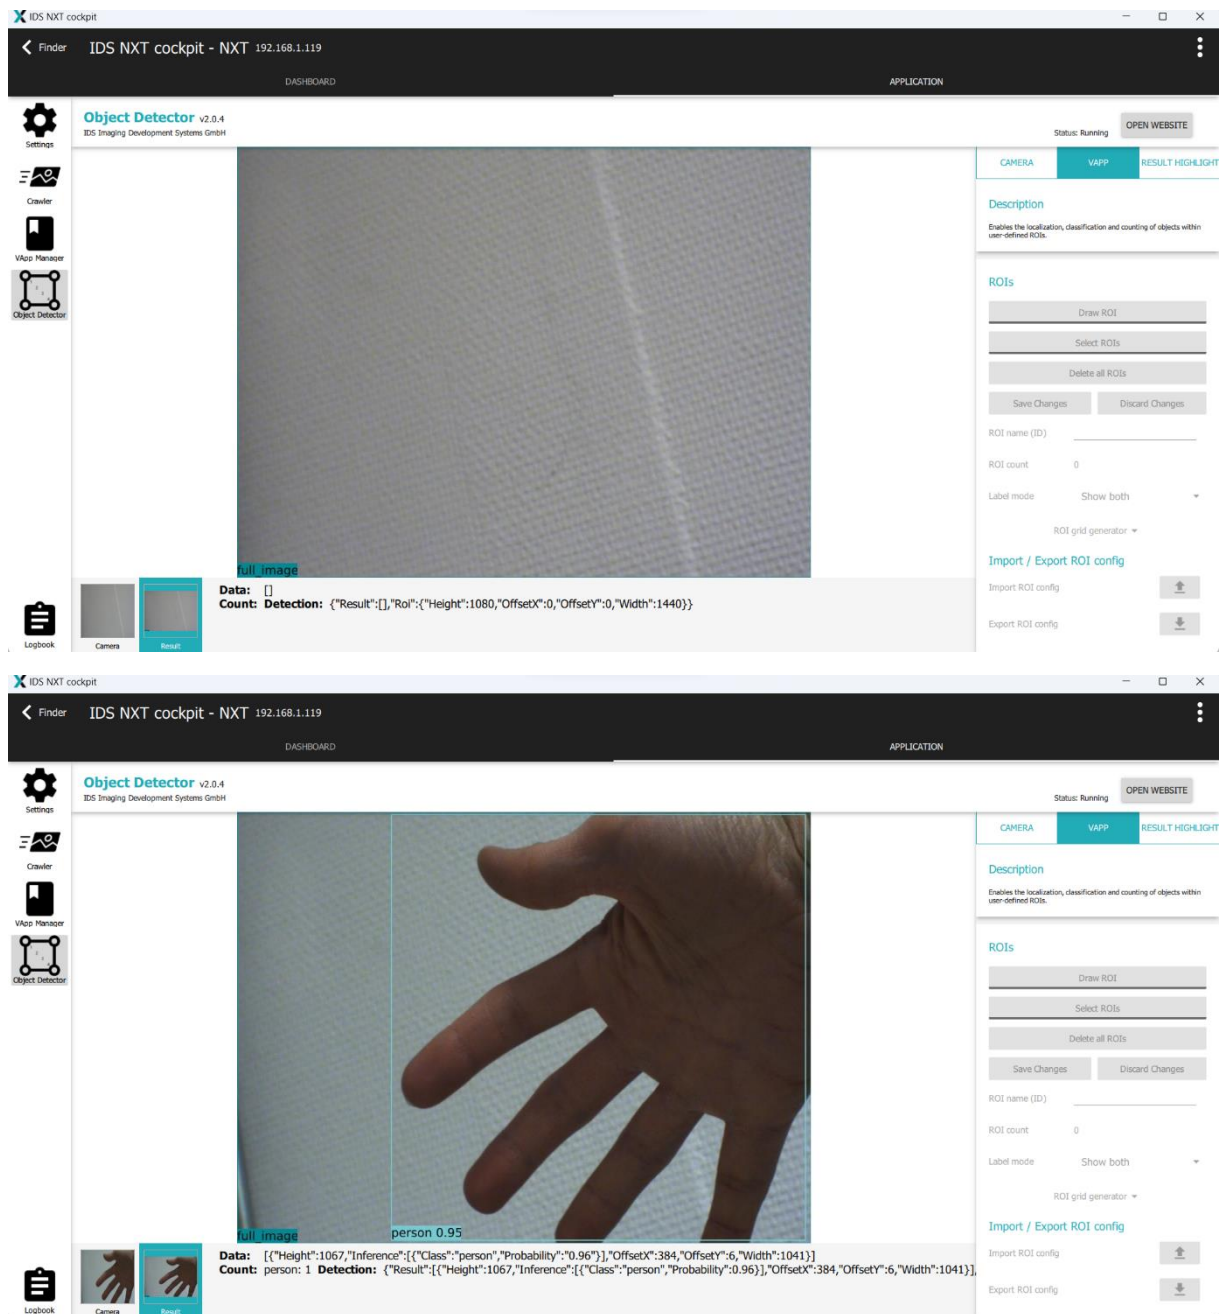 IDS NXT cockpit
Finder IDS NXT cockpit - NXT 192.168.1.119
DASHBOARD APPLICATION
Settings
Crawler
VApp Manager
Object Detector
Logbook
Object Detector v2.0.4
IDS Imaging Development Systems GmbH
Status: Running OPEN WEBSITE
full_image
Camera Result
Data: []
Count: Detection: {"Result":[],"Roi":{"Height":1080,"OffsetX":0,"OffsetY":0,"Width":1440}}
CAMERA VAPP RESULT HIGHLIGHT
Description
Enables the localization, classification and counting of objects within
user-defined ROIs.
ROIs
Draw ROI
Select ROIs
Delete all ROIs
Save Changes Discard Changes
ROI name (ID)
ROI count 0
Label mode Show both
ROI grid generator
Import / Export ROI config
Import ROI config
Export ROI config
IDS NXT cockpit
Finder IDS NXT cockpit - NXT 192.168.1.119
DASHBOARD APPLICATION
Settings
Crawler
VApp Manager
Object Detector
Logbook
Object Detector v2.0.4
IDS Imaging Development Systems GmbH
Status: Running OPEN WEBSITE
full_image person 0.95
Camera Result
Data: [{"Height":1067,"Inference":[{"Class":"person","Probability":"0.96"}],"OffsetX":384,"OffsetY":6,"Width":1041}]
Count: person: 1 Detection: {"Result":[{"Height":1067,"Inference":[{"Class":"person","Probability":0.96}],"OffsetX":384,"OffsetY":6,"Width":1041}],
CAMERA VAPP RESULT HIGHLIGHT
Description
Enables the localization, classification and counting of objects within
user-defined ROIs.
ROIs
Draw ROI
Select ROIs
Delete all ROIs
Save Changes Discard Changes
ROI name (ID)
ROI count 0
Label mode Show both
ROI grid generator
Import / Export ROI config
Import ROI config
Export ROI config